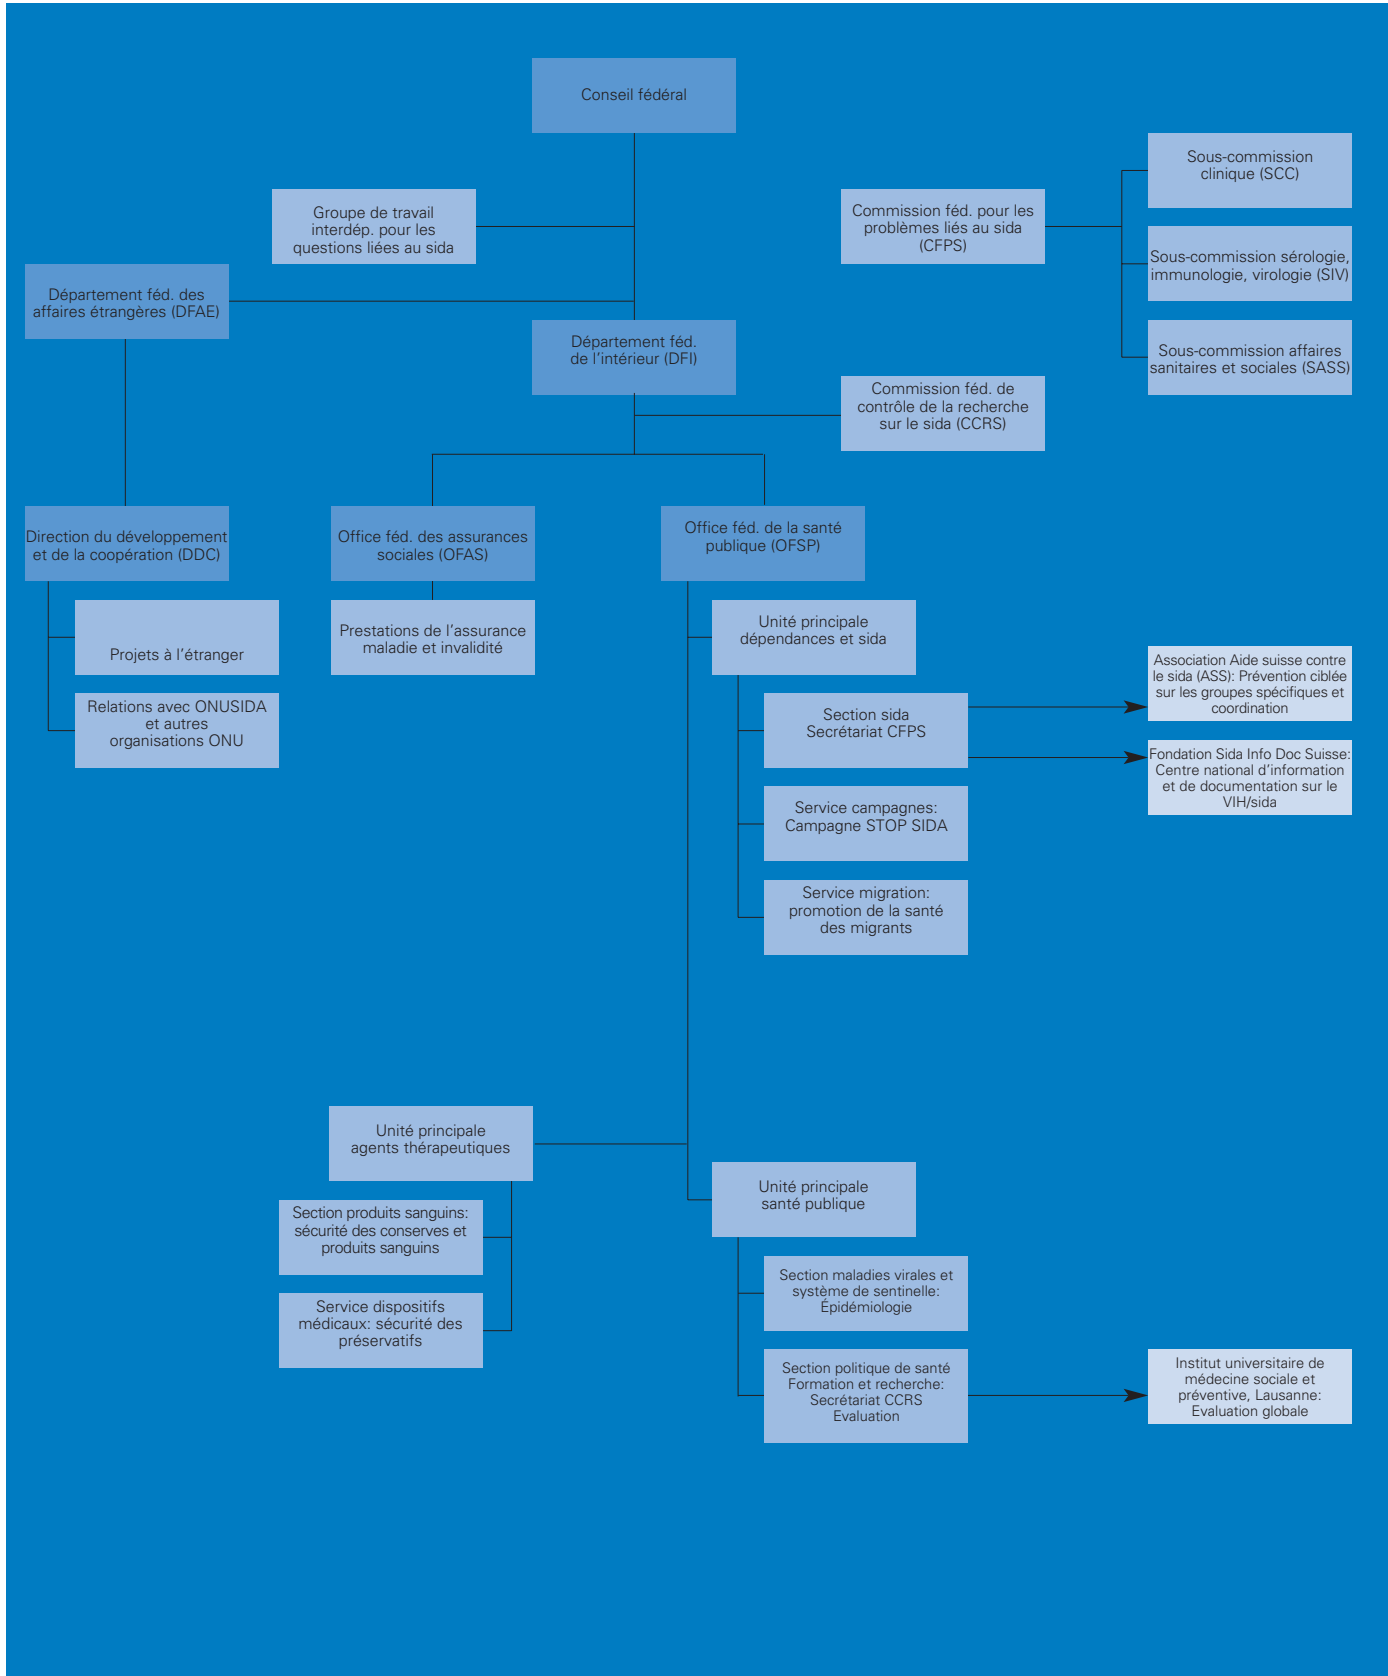 Conseil fédéral
Groupe de travail
interdép. pour les
questions liées au sida
Commission féd. pour les
problèmes liés au sida
(CFPS)
Sous-commission
clinique (SCC)
Sous-commission sérologie,
immunologie, virologie (SIV)
Sous-commission affaires
sanitaires et sociales (SASS)
Département féd. des
affaires étrangères (DFAE)
Département féd.
de l'intérieur (DFI)
Commission féd. de
contrôle de la recherche
sur le sida (CCRS)
Direction du développement
et de la coopération (DDC)
Office féd. des assurances
sociales (OFAS)
Office féd. de la santé
publique (OFSP)
Projets à l'étranger
Relations avec ONUSIDA
et autres
organisations ONU
Prestations de l'assurance
maladie et invalidité
Unité principale
dépendances et sida
Section sida
Secrétariat CFPS
Association Aide suisse contre
le sida (ASS): Prévention ciblée
sur les groupes spécifiques et
coordination
Fondation Sida Info Doc Suisse:
Centre national d'information
et de documentation sur le
VIH/sida
Service campagnes:
Campagne STOP SIDA
Service migration:
promotion de la santé
des migrants
Unité principale
agents thérapeutiques
Section produits sanguins:
sécurité des conserves et
produits sanguins
Service dispositifs
médicaux: sécurité des
préservatifs
Unité principale
santé publique
Section maladies virales et
système de sentinelle:
Épidémiologie
Section politique de santé
Formation et recherche:
Secrétariat CCRS
Evaluation
Institut universitaire de
médecine sociale et
préventive, Lausanne:
Evaluation globale